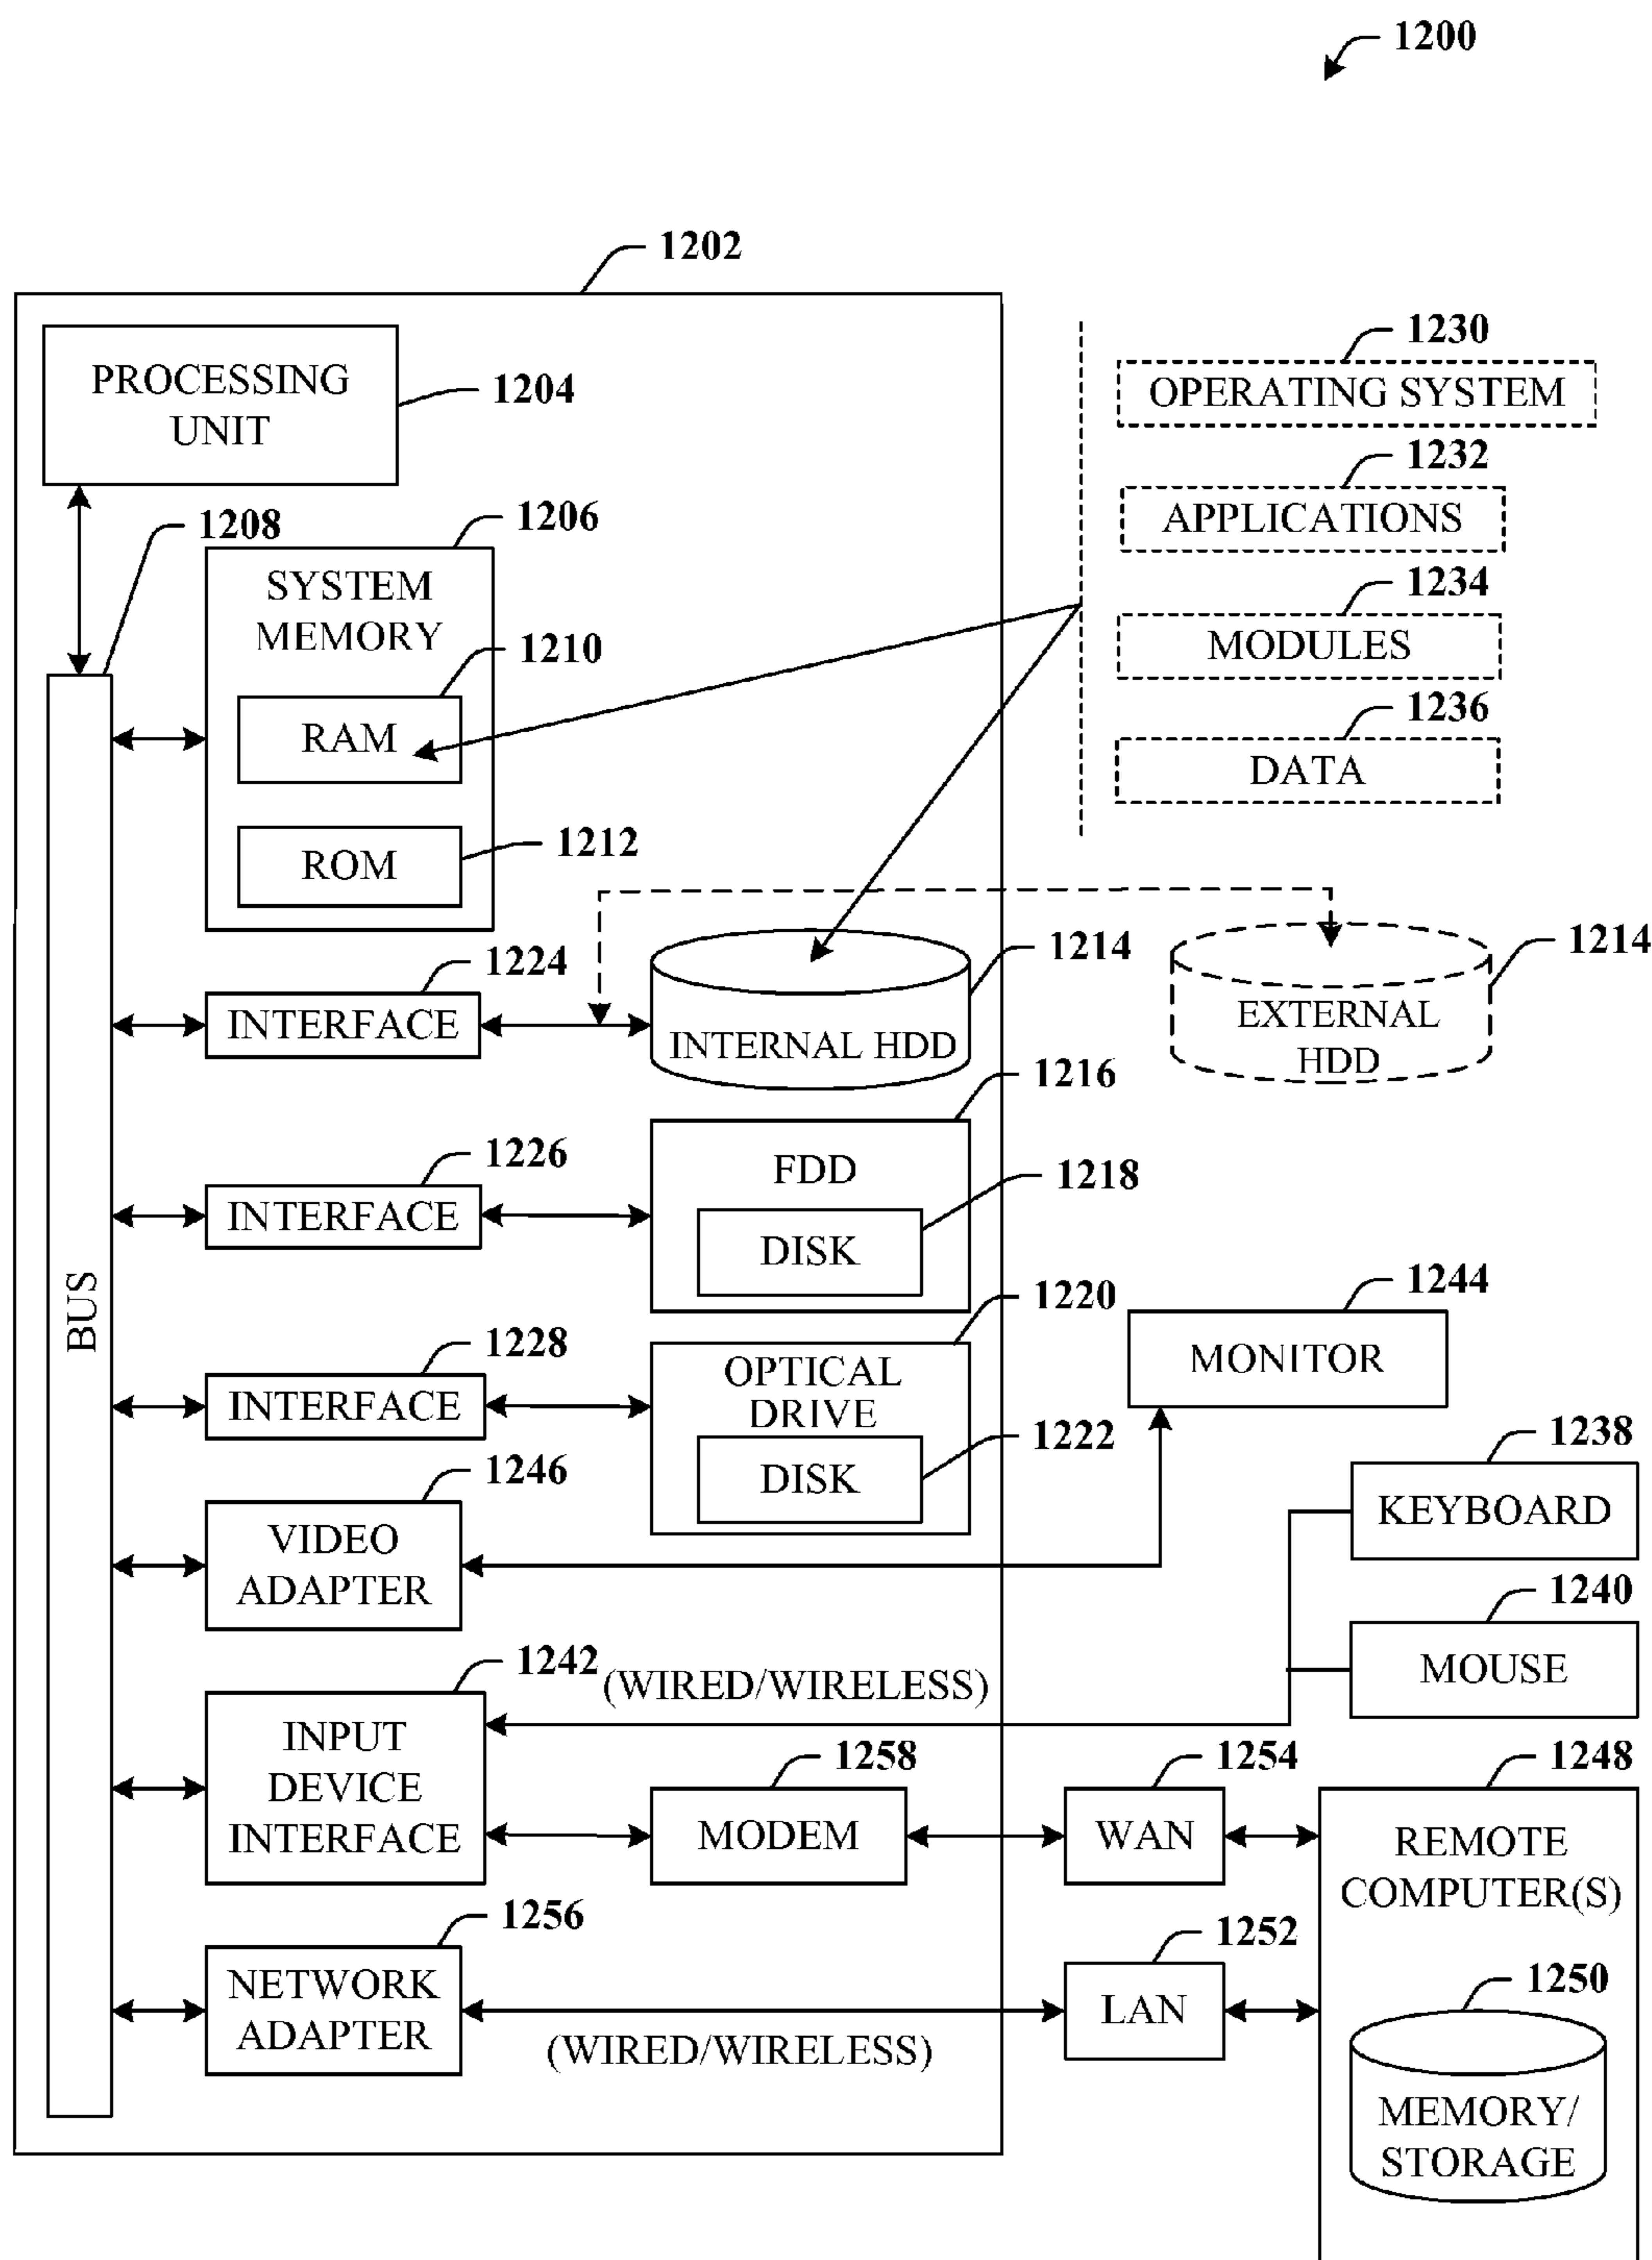 1200
1202
PROCESSING
UNIT
1204
1230
OPERATING SYSTEM
1232
APPLICATIONS
1234
MODULES
1236
DATA
1208
1206
SYSTEM
MEMORY
1210
RAM
1212
ROM
1224
INTERFACE
1214
INTERNAL HDD
1214
EXTERNAL
HDD
1216
FDD
1226
INTERFACE
1218
DISK
BUS
1220
OPTICAL
DRIVE
1228
INTERFACE
1222
DISK
1244
MONITOR
1246
VIDEO
ADAPTER
1238
KEYBOARD
1240
MOUSE
1242
(WIRED/WIRELESS)
INPUT
DEVICE
INTERFACE
1258
MODEM
1254
WAN
1248
REMOTE
COMPUTER(S)
1256
NETWORK
ADAPTER
(WIRED/WIRELESS)
1252
LAN
1250
MEMORY/
STORAGE